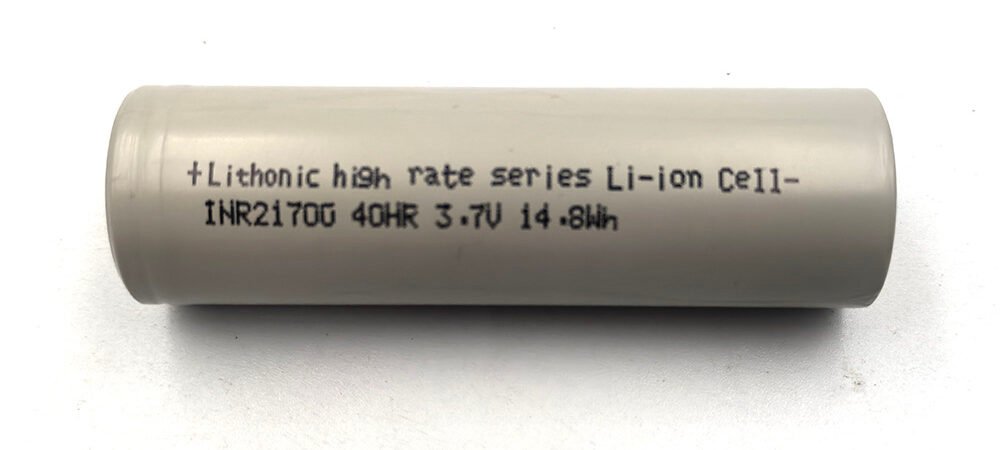 +Lithonic high rate series Li-ion Cell-
INR21700 40HR 3.7V 14.8Wh